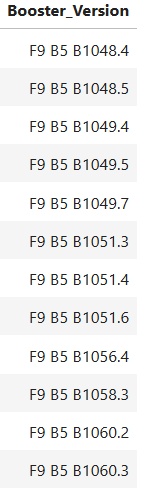 Booster_Version
F9 B5 B1048.4
F9 B5 B1048.5
F9 B5 B1049.4
F9 B5 B1049.5
F9 B5 B1049.7
F9 B5 B1051.3
F9 B5 B1051.4
F9 B5 B1051.6
F9 B5 B1056.4
F9 B5 B1058.3
F9 B5 B1060.2
F9 B5 B1060.3